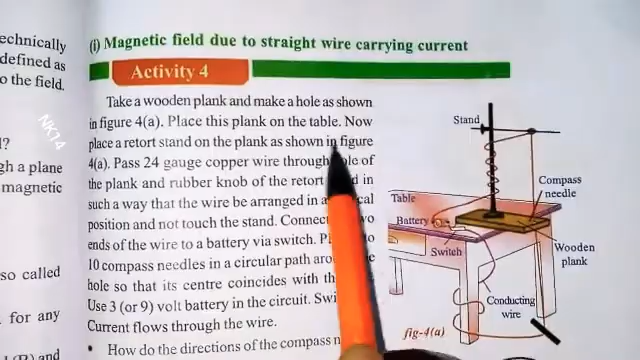 echnically
defined as
o the field.
l?
gh a plane
magnetic
so called
for any
and
NK14
(i) Magnetic field due to straight wire carrying current
Activity 4
Take a wooden plank and make a hole as shown
in figure 4(a). Place this plank on the table. Now
place a retort stand on the plank as shown in figure
4(a). Pass 24 gauge copper wire through of
the plank and rubber knob of the retort in
such a way that the wire be arranged in a
position and not touch the stand. Connect
ends of the wire to a battery via switch.
10 compass needles in a circular path
hole so that its centre coincides with
Use 3 (or 9) volt battery in the circuit.
Current flows through the wire.
• How do the directions of the compass
Stand
Compass
needle
Table
Battery
Switch
Wooden
plank
Conducting
wire
fig-4(a)